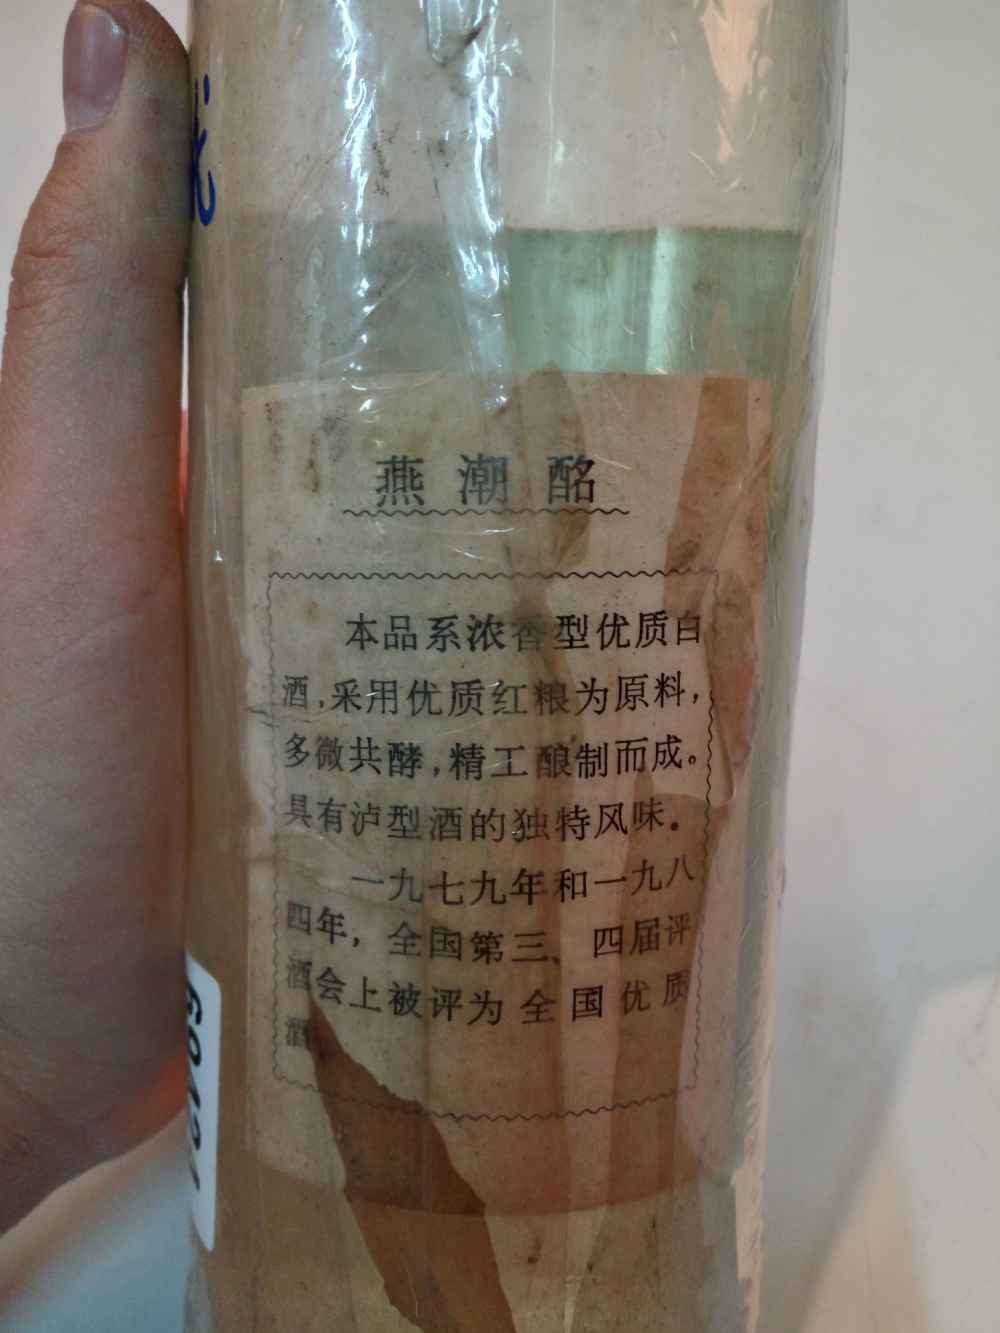 燕潮酩
本品系浓香型优质白
酒,采用优质红粮为原料,
多微共酵,精工酿制而成。
具有泸型酒的独特风味.
一九七九年和一九八
四年,全国第三、四届评
酒会上被评为全国优质
酒